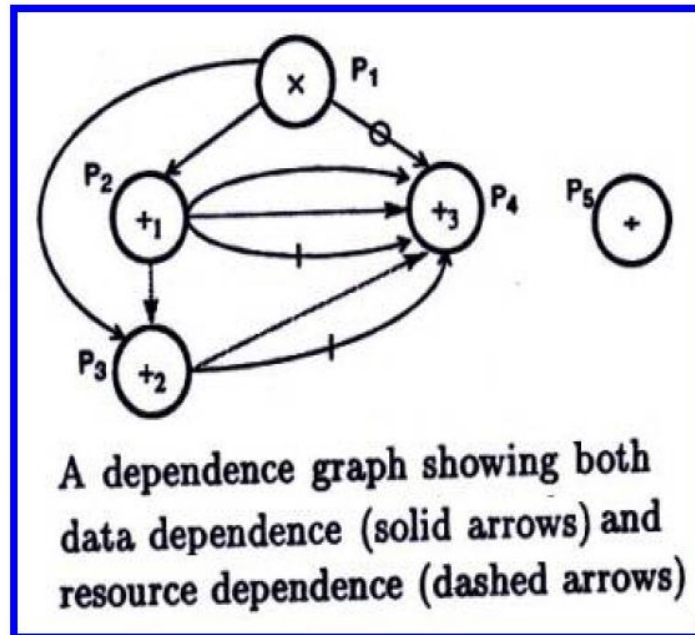 P1
×
P2
+1
+3
P4
P5
+
P3
+2
A dependence graph showing both
data dependence (solid arrows) and
resource dependence (dashed arrows)